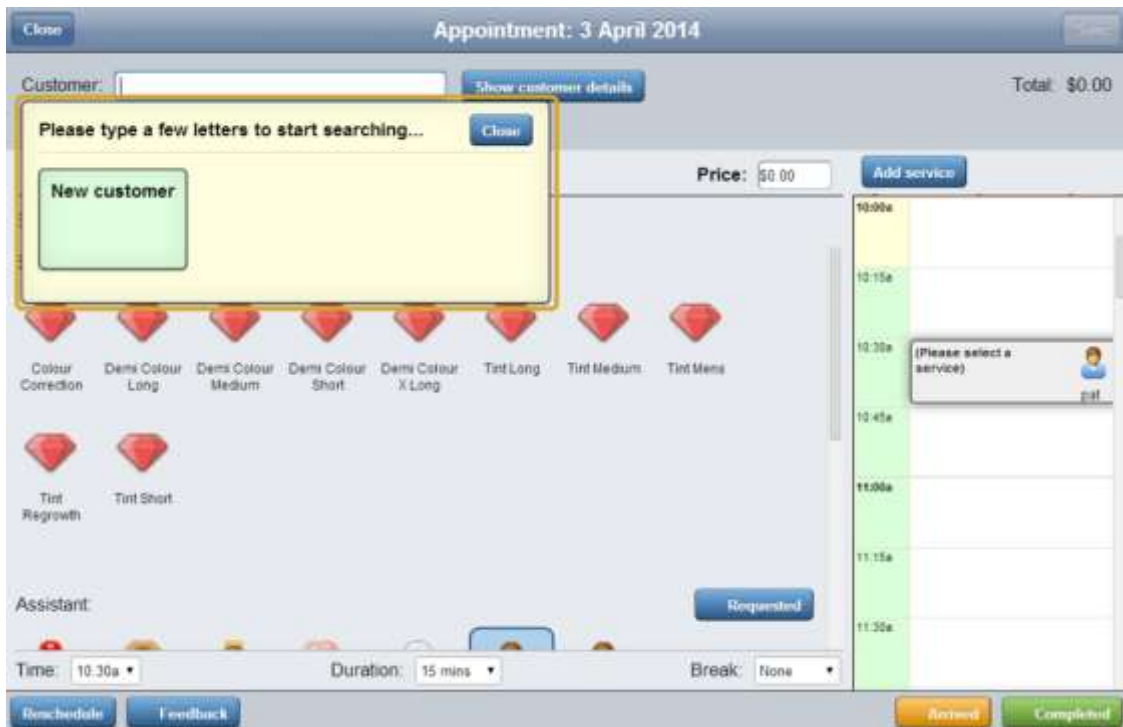 Close
Appointment: 3 April 2014
Customer:
Show customer details
Total: $0.00
Please type a few letters to start searching...
Close
New customer
Price: $0.00
Add service
10:00a
10:15a
10:30a
10:45a
11:00a
11:15a
11:30a
(Please select a
service)
pat
Colour
Correction
Demi Colour
Long
Demi Colour
Medium
Demi Colour
Short
Demi Colour
X Long
Tint Long
Tint Medium
Tint Mens
Tint
Regrowth
Tint Short
Assistant:
Requested
Time: 10.30a
Duration: 15 mins
Break: None
Reschedule
Feedback
Arrived
Completed